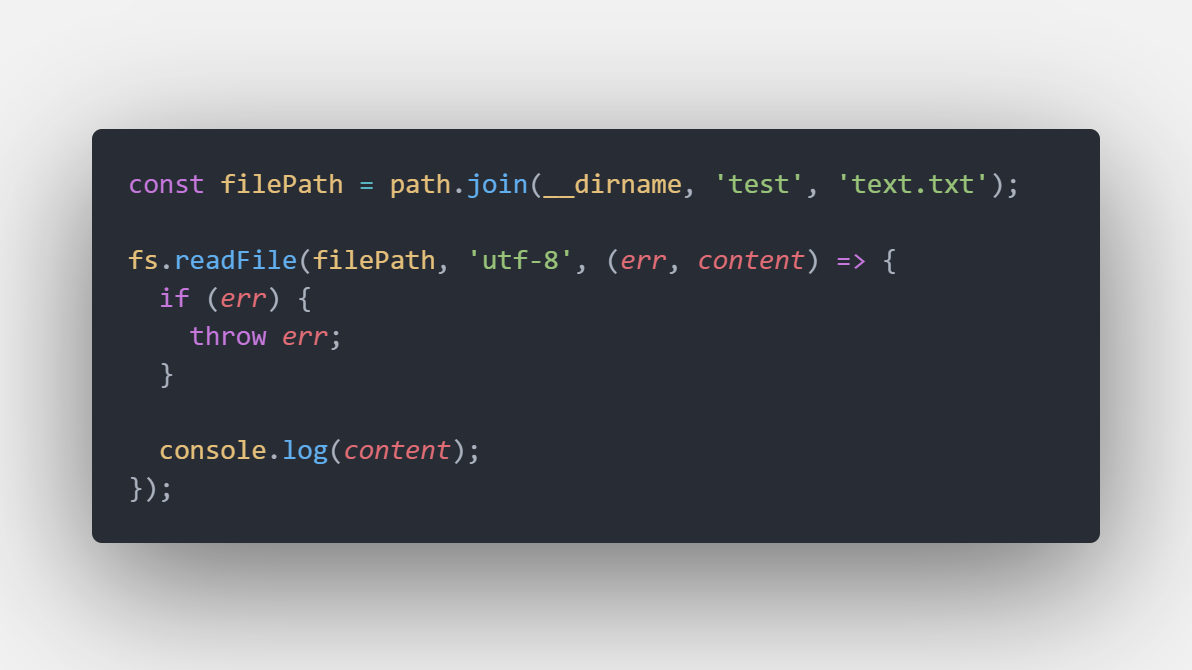 const filePath = path.join(__dirname, 'test', 'text.txt');
fs.readFile(filePath, 'utf-8', (err, content) => {
  if (err) {
    throw err;
  }
  console.log(content);
});